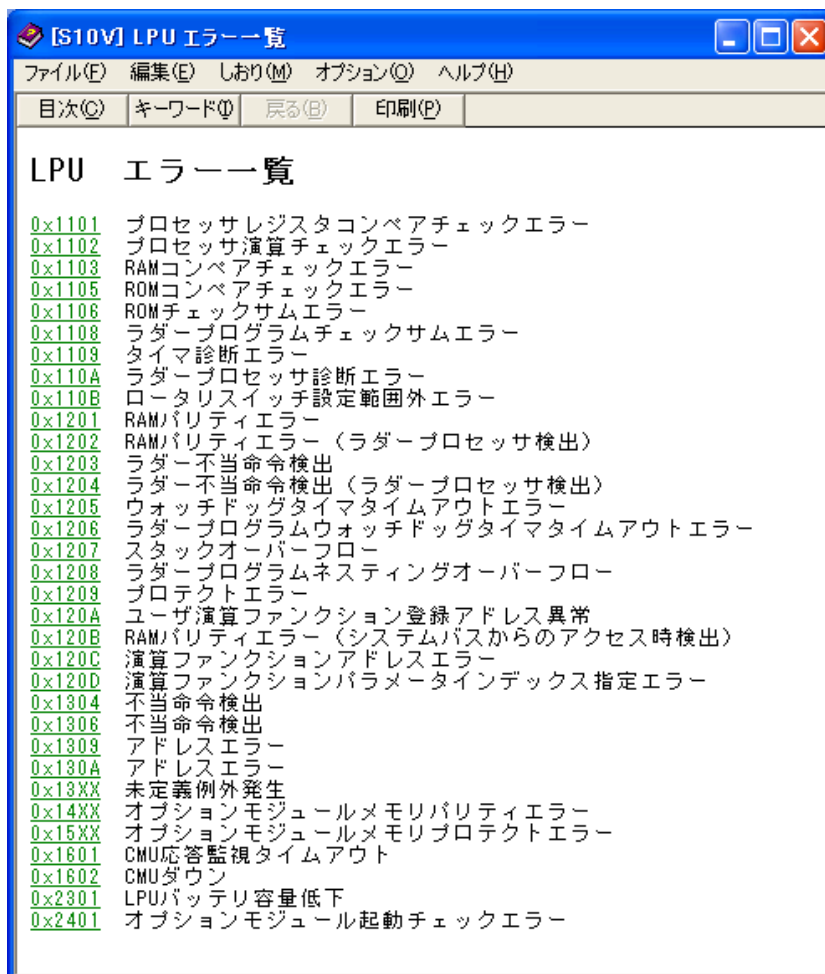 [S10V] LPU エラー一覧
ファイル(F) 編集(E) しおり(M) オプション(O) ヘルプ(H)
目次(C) キーワード(I) 戻る(B) 印刷(P)
LPU エラー一覧
0x1101 プロセッサレジスタコンペアチェックエラー
0x1102 プロセッサ演算チェックエラー
0x1103 RAMコンペアチェックエラー
0x1105 ROMコンペアチェックエラー
0x1106 ROMチェックサムエラー
0x1108 ラダープログラムチェックサムエラー
0x1109 タイマ診断エラー
0x110A ラダープロセッサ診断エラー
0x110B ロータリスイッチ設定範囲外エラー
0x1201 RAMパリティエラー
0x1202 RAMパリティエラー（ラダープロセッサ検出）
0x1203 ラダー不当命令検出
0x1204 ラダー不当命令検出（ラダープロセッサ検出）
0x1205 ウォッチドッグタイマタイムアウトエラー
0x1206 ラダープログラムウォッチドッグタイマタイムアウトエラー
0x1207 スタックオーバーフロー
0x1208 ラダープログラムネスティングオーバーフロー
0x1209 プロテクトエラー
0x120A ユーザ演算ファンクション登録アドレス異常
0x120B RAMパリティエラー（システムバスからのアクセス時検出）
0x120C 演算ファンクションアドレスエラー
0x120D 演算ファンクションパラメータインデックス指定エラー
0x1304 不当命令検出
0x1306 不当命令検出
0x1309 アドレスエラー
0x130A アドレスエラー
0x13XX 未定義例外発生
0x14XX オプションモジュールメモリパリティエラー
0x15XX オプションモジュールメモリプロテクトエラー
0x1601 CMU応答監視タイムアウト
0x1602 CMUダウン
0x2301 LPUバッテリ容量低下
0x2401 オプションモジュール起動チェックエラー